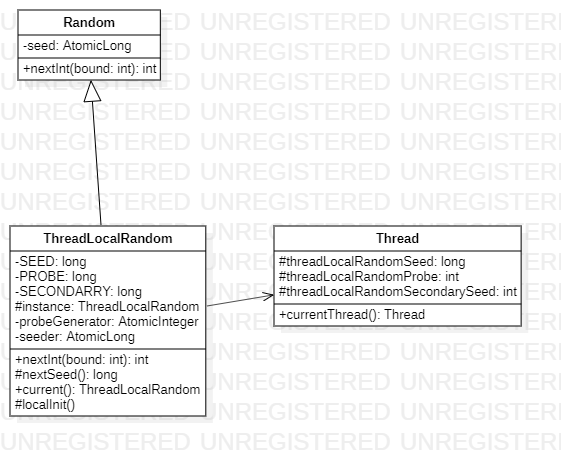 Random
-seed: AtomicLong
+nextInt(bound: int): int
ThreadLocalRandom
-SEED: long
-PROBE: long
-SECONDARRY: long
#instance: ThreadLocalRandom
-probeGenerator: AtomicInteger
-seeder: AtomicLong
+nextInt(bound: int): int
#nextSeed(): long
+current(): ThreadLocalRandom
#localInit()
Thread
#threadLocalRandomSeed: long
#threadLocalRandomProbe: int
#threadLocalRandomSecondarySeed: int
+currentThread(): Thread
UNREGISTERED